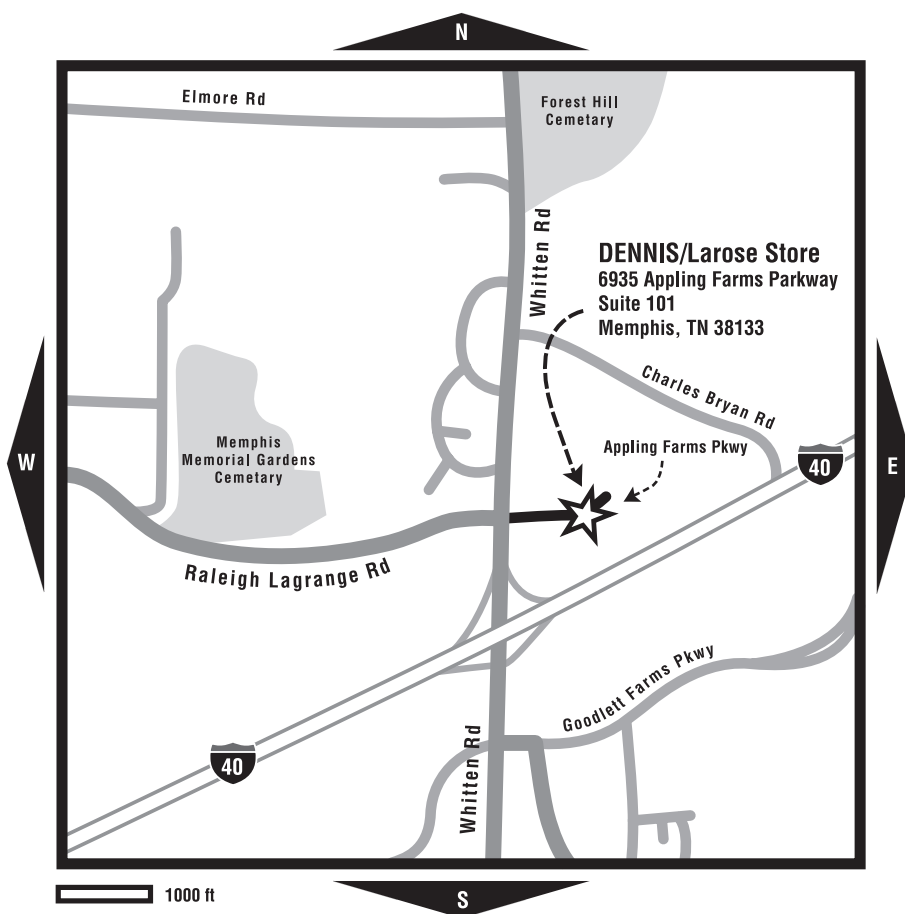 N
Elmore Rd
Forest Hill
Cemetary
Whitten Rd
DENNIS/Larose Store
6935 Appling Farms Parkway
Suite 101
Memphis, TN 38133
Charles Bryan Rd
Appling Farms Pkwy
Memphis
Memorial Gardens
Cemetary
W
40
E
Raleigh Lagrange Rd
Goodlett Farms Pkwy
Whitten Rd
40
1000 ft
S